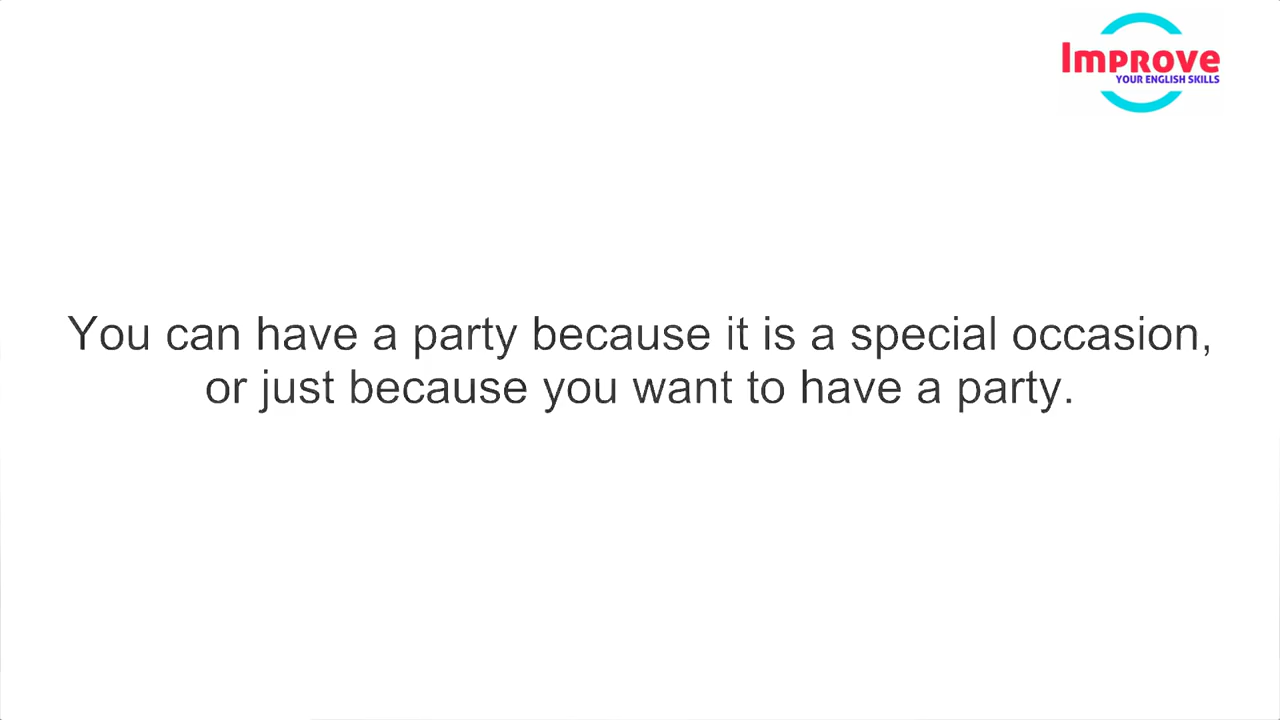 Improve
YOUR ENGLISH SKILLS
You can have a party because it is a special occasion,
or just because you want to have a party.